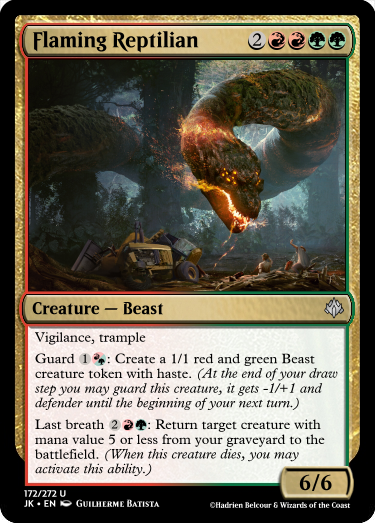 Flaming Reptilian 2
Creature — Beast
Vigilance, trample
Guard 1 : Create a 1/1 red and green Beast
creature token with haste. (At the end of your draw
step you may guard this creature, it gets -1/+1 and
defender until the beginning of your next turn.)
Last breath 2 : Return target creature with
mana value 5 or less from your graveyard to the
battlefield. (When this creature dies, you may
activate this ability.)
6/6
172/272 U
JK • EN Guilherme Batista
©Hadrien Belcour & Wizards of the Coast